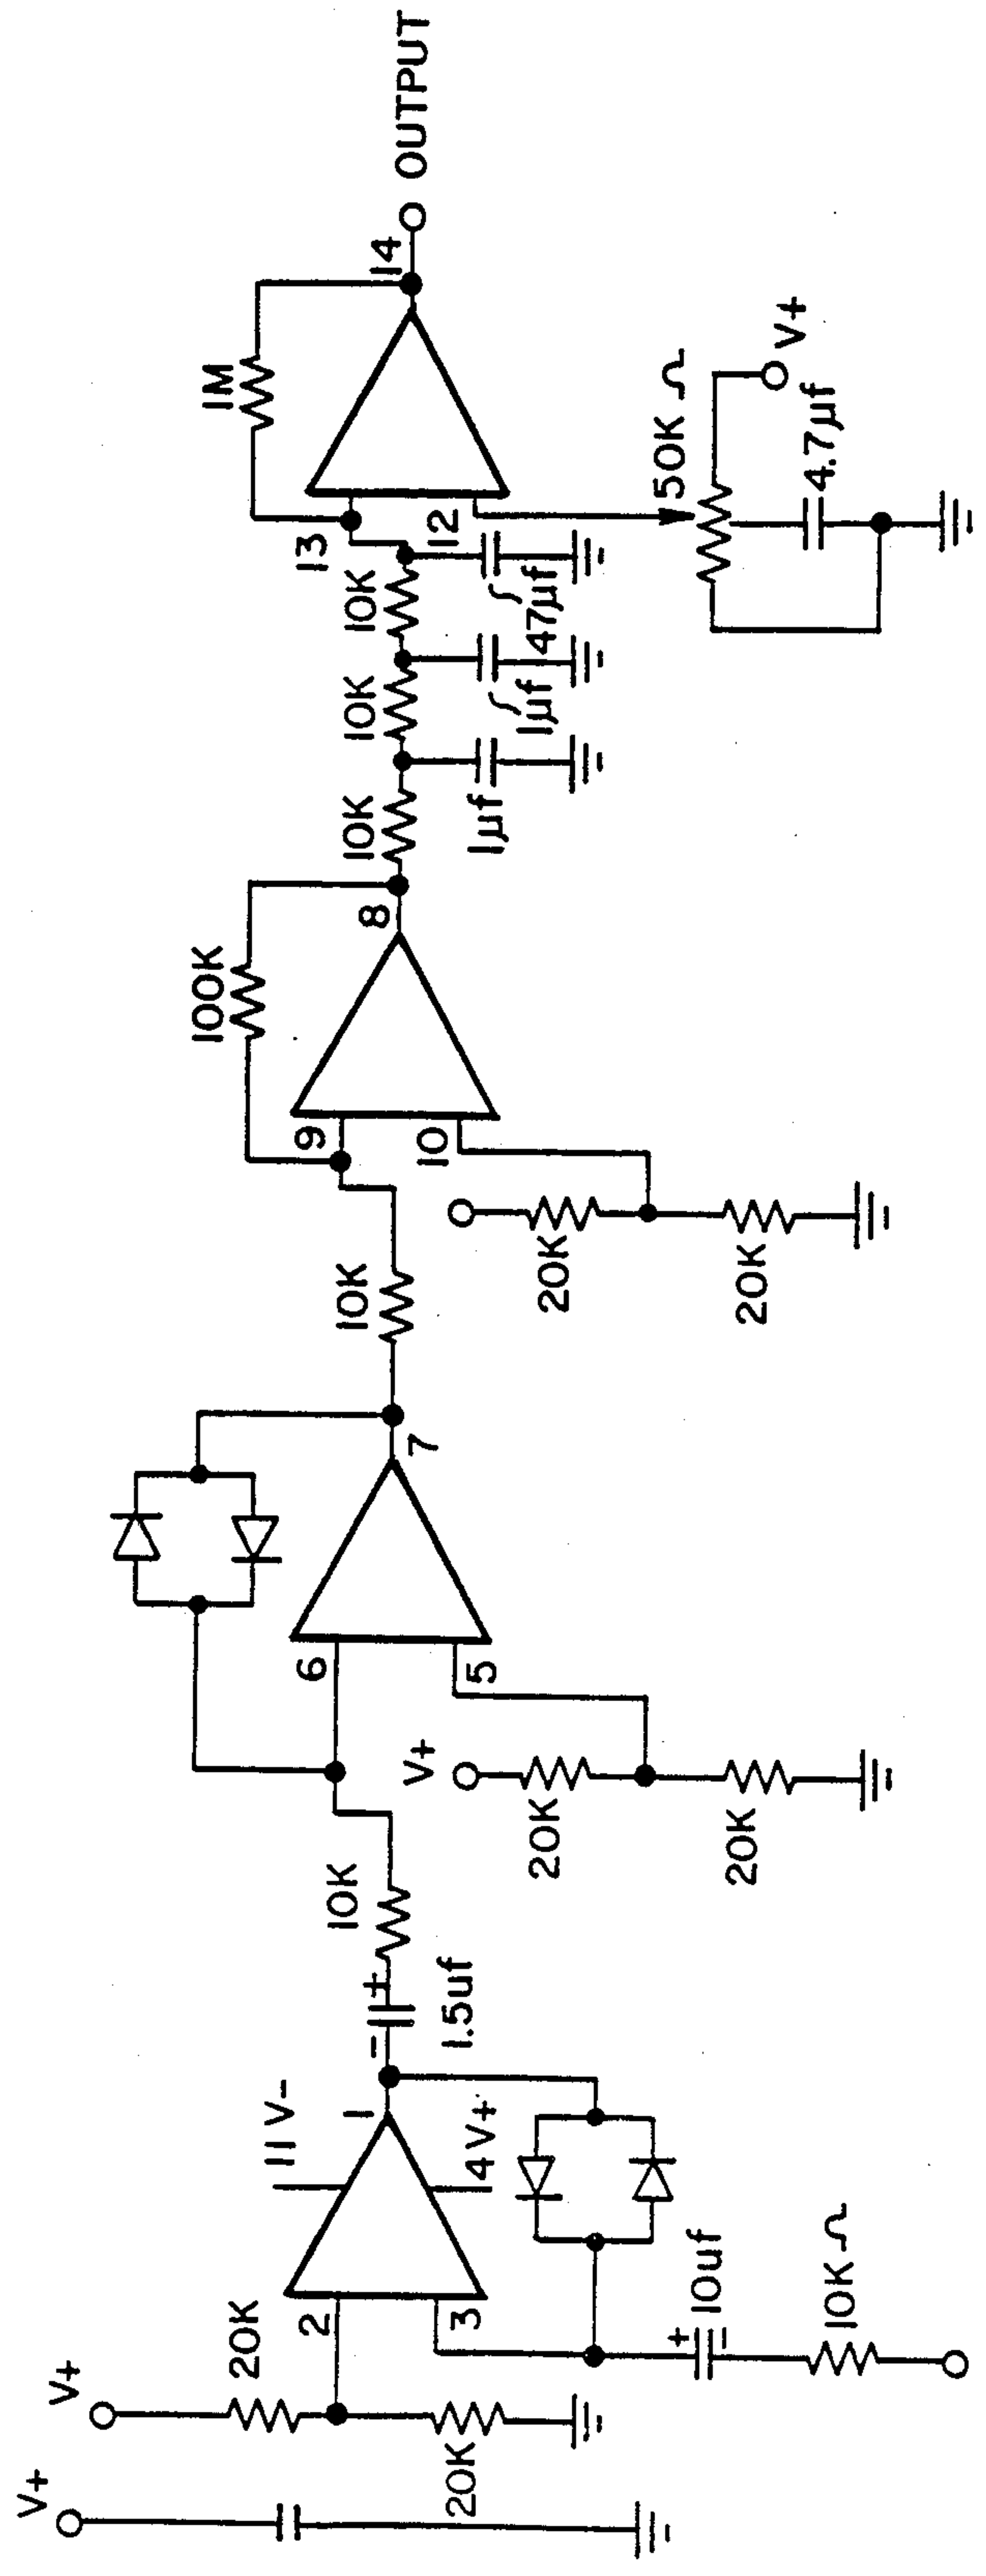 V+
V+
20K
20K
2
3
11 V-
4 V+
1
+
-
10uf
10K Ω
-
+
1.5uf
10K
V+
20K
20K
6
5
7
10K
20K
20K
9
10
100K
8
10K
1µf
10K
1µf
10K
47µf
13
12
1M
14
OUTPUT
50K Ω
4.7µf
V+